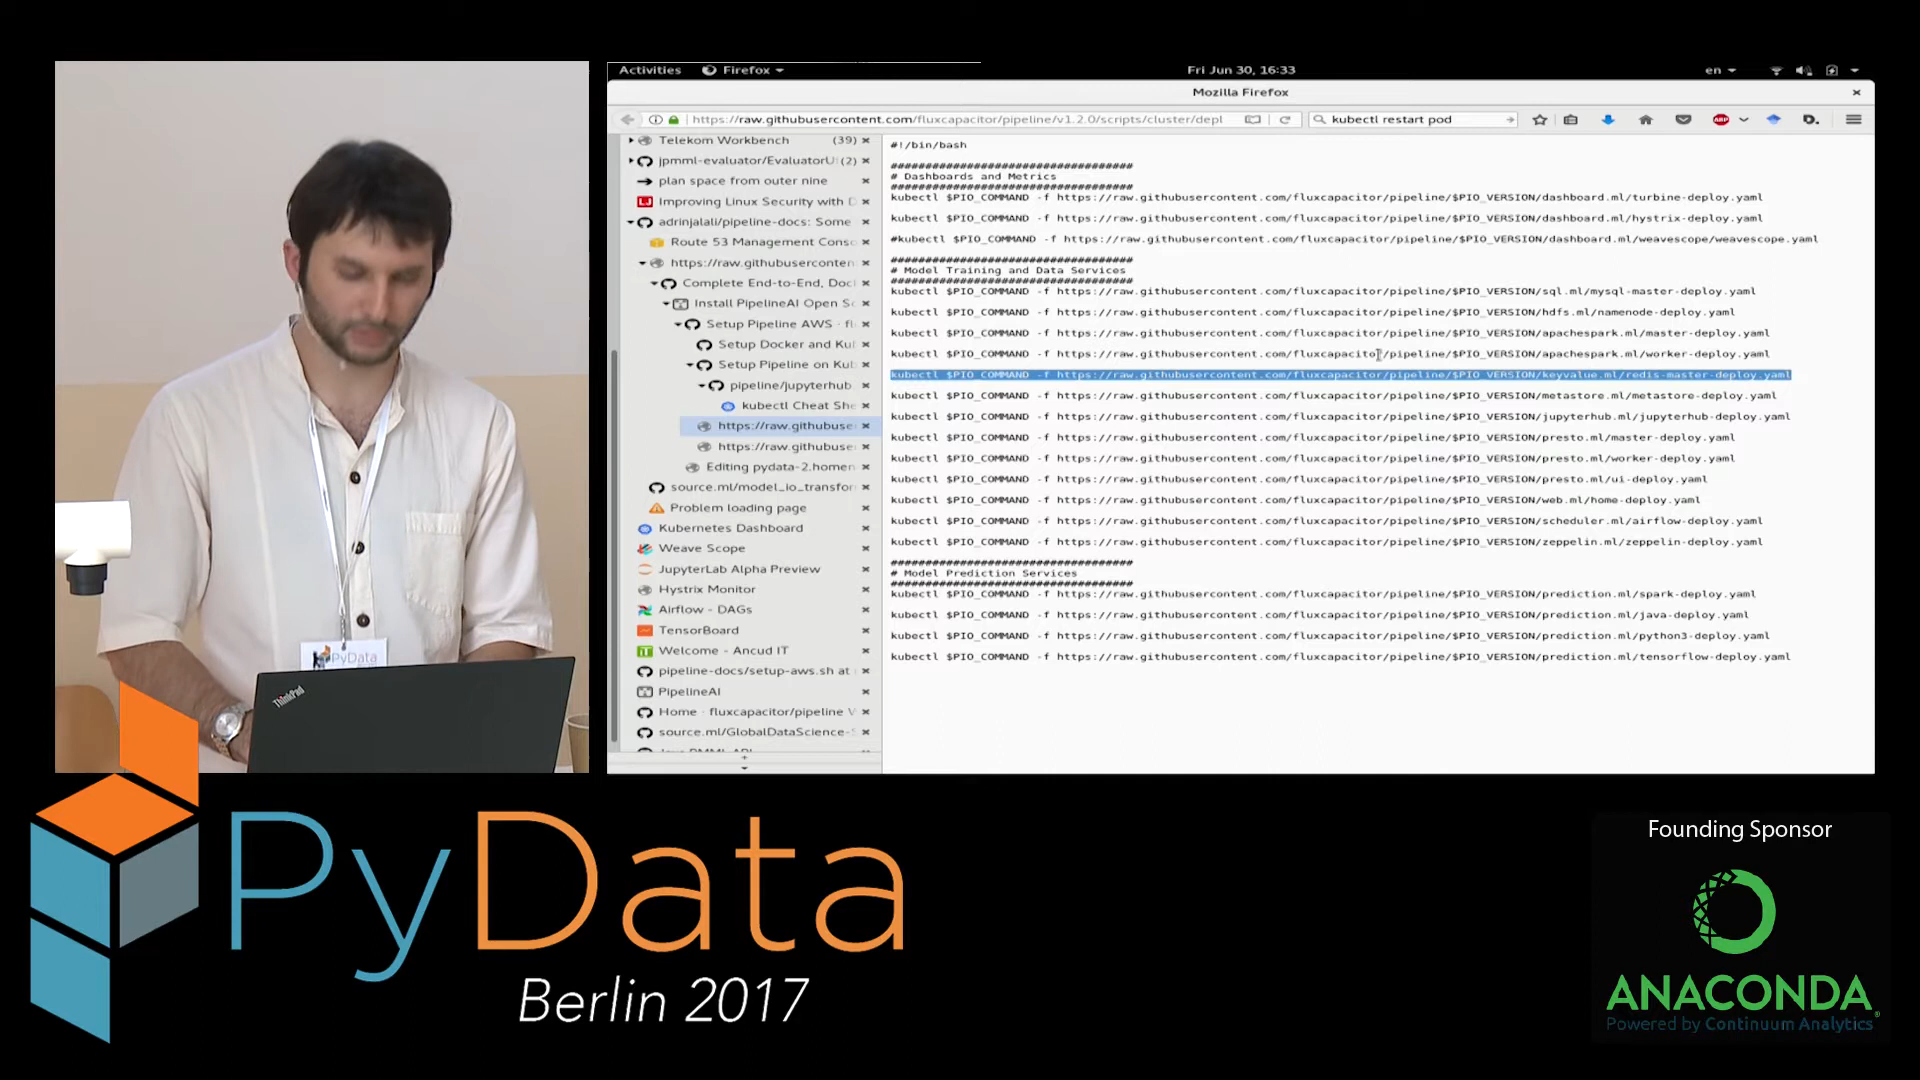 Activities
Firefox
Fri Jun 30, 16:33
en
Mozilla Firefox
https://raw.githubusercontent.com/fluxcapacitor/pipeline/v1.2.0/scripts/cluster/depl
kubectl restart pod
ABP
D.
Telekom Workbench (39)
jpmml-evaluator/EvaluatorU (2)
plan space from outer nine
Improving Linux Security with D
adrinjalali/pipeline-docs: Some
Route 53 Management Conso
https://raw.githubuserconten
Complete End-to-End, Doc
Install PipelineAI Open So
Setup Pipeline AWS · fl
Setup Docker and Kub
Setup Pipeline on Kub
pipeline/jupyterhub
kubectl Cheat She
https://raw.githubuse
https://raw.githubuse
Editing pydata-2.homen
source.ml/model_io_transfor
Problem loading page
Kubernetes Dashboard
Weave Scope
JupyterLab Alpha Preview
Hystrix Monitor
Airflow - DAGs
TensorBoard
Welcome - Ancud IT
pipeline-docs/setup-aws.sh at
PipelineAI
Home · fluxcapacitor/pipeline W
source.ml/GlobalDataScience-
#!/bin/bash
###################################
# Dashboards and Metrics
###################################
kubectl $PIO_COMMAND -f https://raw.githubusercontent.com/fluxcapacitor/pipeline/$PIO_VERSION/dashboard.ml/turbine-deploy.yaml
kubectl $PIO_COMMAND -f https://raw.githubusercontent.com/fluxcapacitor/pipeline/$PIO_VERSION/dashboard.ml/hystrix-deploy.yaml
#kubectl $PIO_COMMAND -f https://raw.githubusercontent.com/fluxcapacitor/pipeline/$PIO_VERSION/dashboard.ml/weavescope/weavescope.yaml
###################################
# Model Training and Data Services
###################################
kubectl $PIO_COMMAND -f https://raw.githubusercontent.com/fluxcapacitor/pipeline/$PIO_VERSION/sql.ml/mysql-master-deploy.yaml
kubectl $PIO_COMMAND -f https://raw.githubusercontent.com/fluxcapacitor/pipeline/$PIO_VERSION/hdfs.ml/namenode-deploy.yaml
kubectl $PIO_COMMAND -f https://raw.githubusercontent.com/fluxcapacitor/pipeline/$PIO_VERSION/apachespark.ml/master-deploy.yaml
kubectl $PIO_COMMAND -f https://raw.githubusercontent.com/fluxcapacitor/pipeline/$PIO_VERSION/apachespark.ml/worker-deploy.yaml
kubectl $PIO_COMMAND -f https://raw.githubusercontent.com/fluxcapacitor/pipeline/$PIO_VERSION/keyvalue.ml/redis-master-deploy.yaml
kubectl $PIO_COMMAND -f https://raw.githubusercontent.com/fluxcapacitor/pipeline/$PIO_VERSION/metastore.ml/metastore-deploy.yaml
kubectl $PIO_COMMAND -f https://raw.githubusercontent.com/fluxcapacitor/pipeline/$PIO_VERSION/jupyterhub.ml/jupyterhub-deploy.yaml
kubectl $PIO_COMMAND -f https://raw.githubusercontent.com/fluxcapacitor/pipeline/$PIO_VERSION/presto.ml/master-deploy.yaml
kubectl $PIO_COMMAND -f https://raw.githubusercontent.com/fluxcapacitor/pipeline/$PIO_VERSION/presto.ml/worker-deploy.yaml
kubectl $PIO_COMMAND -f https://raw.githubusercontent.com/fluxcapacitor/pipeline/$PIO_VERSION/presto.ml/ui-deploy.yaml
kubectl $PIO_COMMAND -f https://raw.githubusercontent.com/fluxcapacitor/pipeline/$PIO_VERSION/web.ml/home-deploy.yaml
kubectl $PIO_COMMAND -f https://raw.githubusercontent.com/fluxcapacitor/pipeline/$PIO_VERSION/scheduler.ml/airflow-deploy.yaml
kubectl $PIO_COMMAND -f https://raw.githubusercontent.com/fluxcapacitor/pipeline/$PIO_VERSION/zeppelin.ml/zeppelin-deploy.yaml
###################################
# Model Prediction Services
###################################
kubectl $PIO_COMMAND -f https://raw.githubusercontent.com/fluxcapacitor/pipeline/$PIO_VERSION/prediction.ml/spark-deploy.yaml
kubectl $PIO_COMMAND -f https://raw.githubusercontent.com/fluxcapacitor/pipeline/$PIO_VERSION/prediction.ml/java-deploy.yaml
kubectl $PIO_COMMAND -f https://raw.githubusercontent.com/fluxcapacitor/pipeline/$PIO_VERSION/prediction.ml/python3-deploy.yaml
kubectl $PIO_COMMAND -f https://raw.githubusercontent.com/fluxcapacitor/pipeline/$PIO_VERSION/prediction.ml/tensorflow-deploy.yaml
PyData
ThinkPad
PyData
Berlin 2017
Founding Sponsor
ANACONDA
Powered by Continuum Analytics